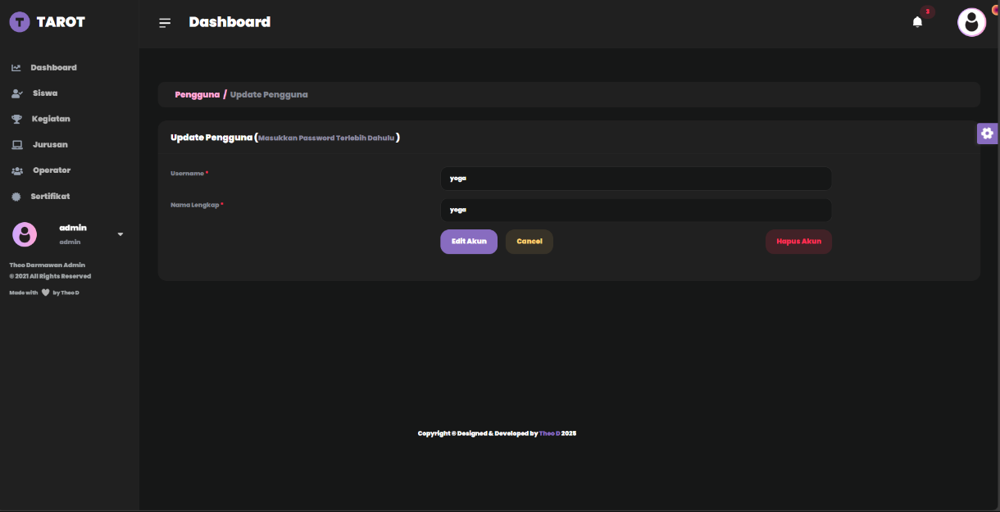 T TAROT
Dashboard
3
Dashboard
Siswa
Kegiatan
Jurusan
Operator
Sertifikat
admin
admin
Theo Darmawan Admin
© 2021 All Rights Reserved
Made with by Theo D
Pengguna / Update Pengguna
Update Pengguna (Masukkan Password Terlebih Dahulu )
Username * yoga
Nama Lengkap * yoga
Edit Akun Cancel Hapus Akun
Copyright © Designed & Developed by Theo D 2025